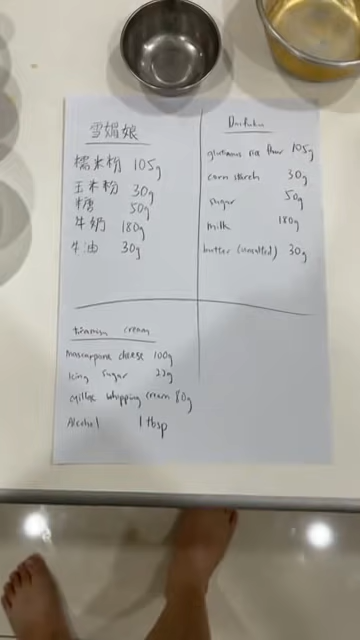 雪媚娘
糯米粉 105g
玉米粉 30g
糖 50g
牛奶 180g
牛油 30g
Daifuku
glutinous rice flour 105g
corn starch 30g
sugar 50g
milk 180g
butter (unsalted) 30g
tiramisu cream
mascarpone cheese 100g
Icing sugar 22g
whipping cream 80g
Alcohol 1 tbsp